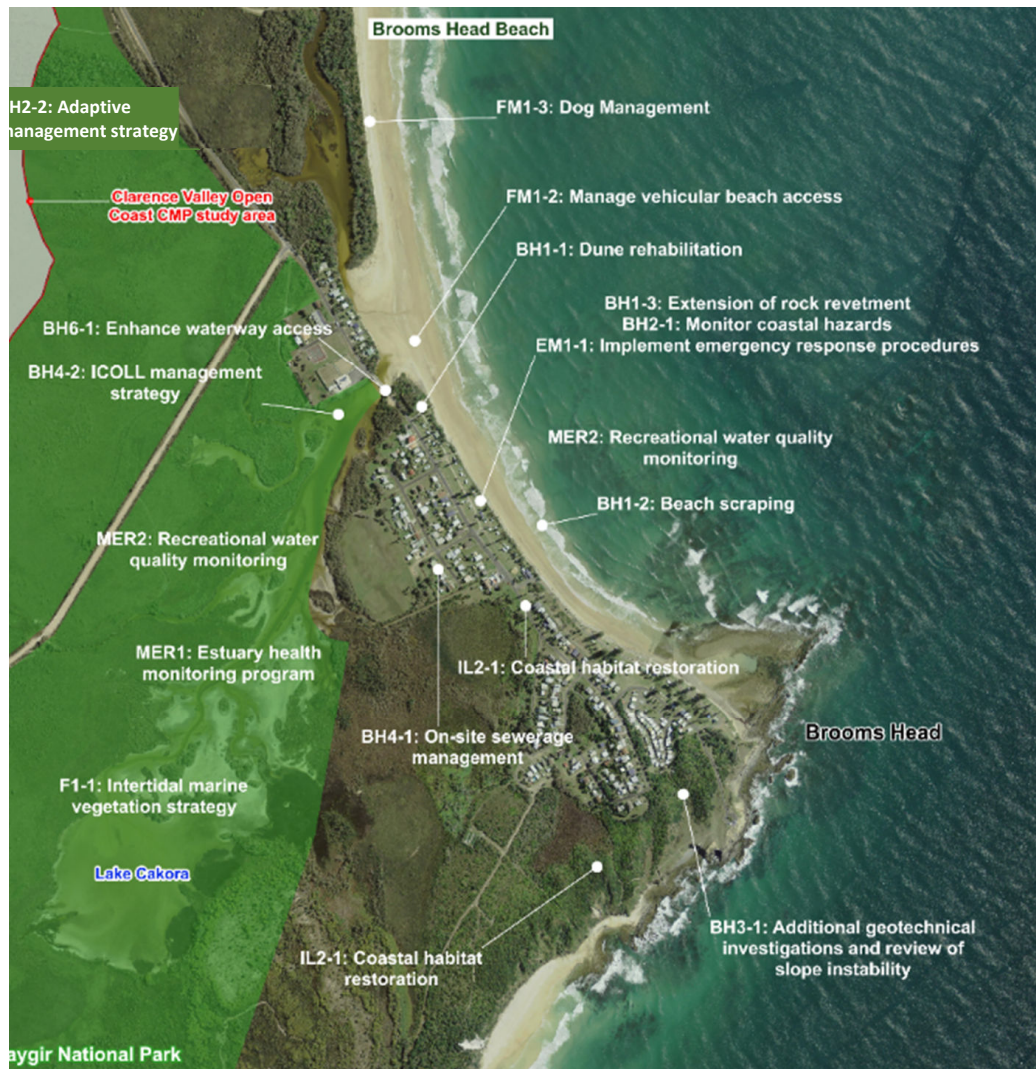 Brooms Head Beach
H2-2: Adaptive
management strategy
FM1-3: Dog Management
Clarence Valley Open
Coast CMP study area
FM1-2: Manage vehicular beach access
BH1-1: Dune rehabilitation
BH1-3: Extension of rock revetment
BH2-1: Monitor coastal hazards
EM1-1: Implement emergency response procedures
BH6-1: Enhance waterway access
BH4-2: ICOLL management
strategy
MER2: Recreational water quality
monitoring
BH1-2: Beach scraping
MER2: Recreational water
quality monitoring
MER1: Estuary health
monitoring program
IL2-1: Coastal habitat restoration
BH4-1: On-site sewerage
management
Brooms Head
F1-1: Intertidal marine
vegetation strategy
Lake Cakora
BH3-1: Additional geotechnical
investigations and review of
slope instability
IL2-1: Coastal habitat
restoration
aygir National Park